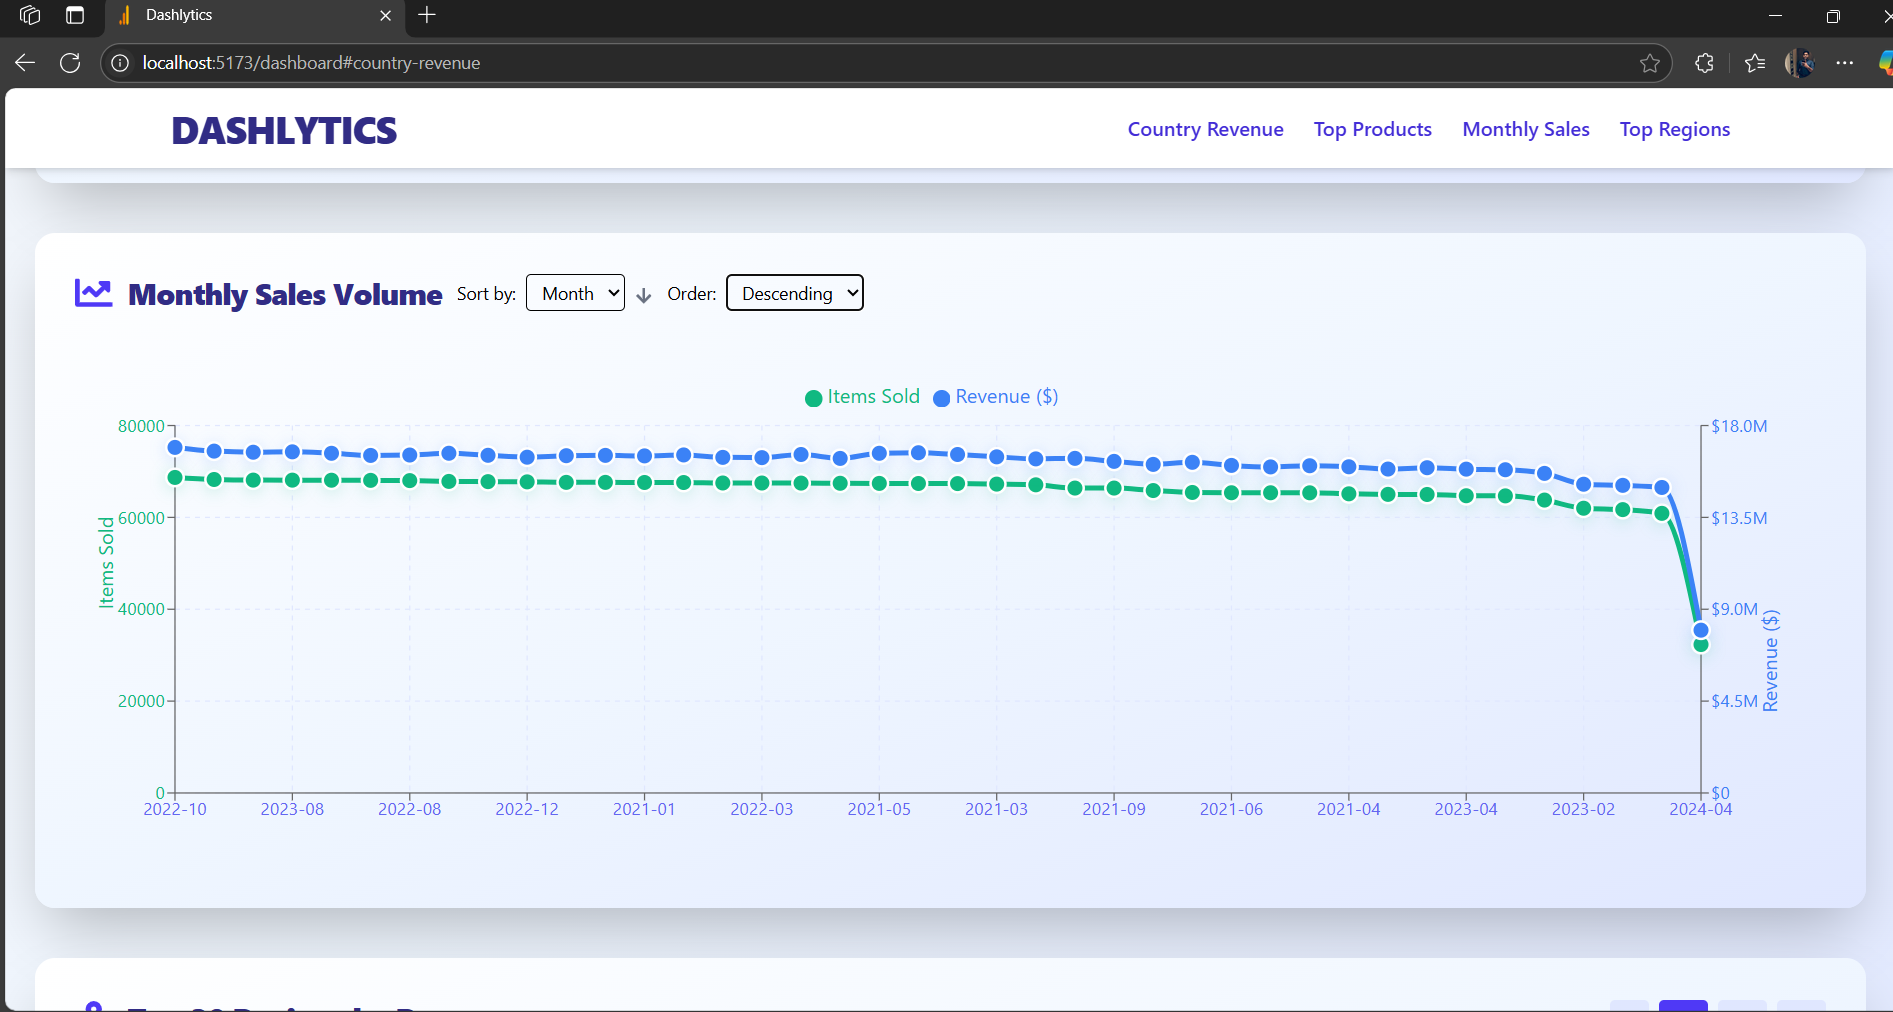 Dashlytics
localhost:5173/dashboard#country-revenue
DASHLYTICS
Country Revenue Top Products Monthly Sales Top Regions
Monthly Sales Volume Sort by: Month Order: Descending
Items Sold Revenue ($)
80000 $18.0M
60000 $13.5M
40000 $9.0M
20000 $4.5M
0 $0
Items Sold
Revenue ($)
2022-10 2023-08 2022-08 2022-12 2021-01 2022-03 2021-05 2021-03 2021-09 2021-06 2021-04 2023-04 2023-02 2024-04